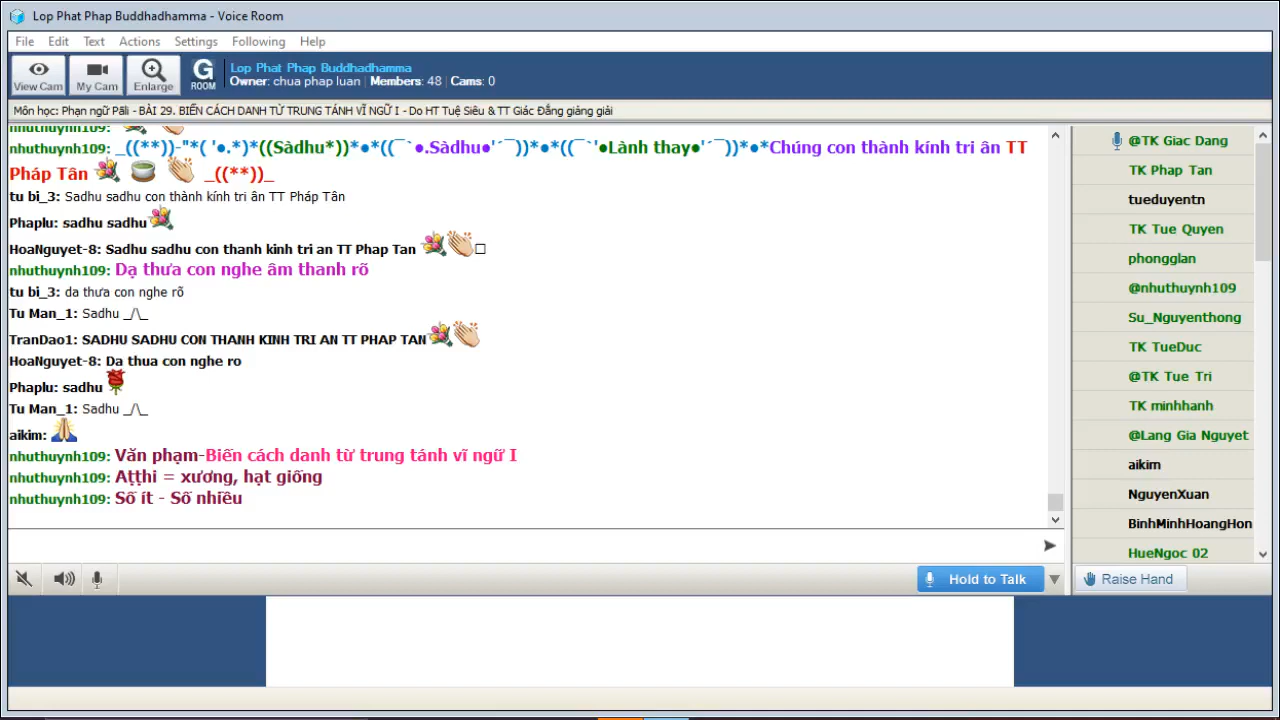 Lop Phat Phap Buddhadhamma - Voice Room
File Edit Text Actions Settings Following Help
View Cam My Cam Enlarge G ROOM
Lop Phat Phap Buddhadhamma
Owner: chua phap luan | Members: 48 | Cams: 0
Môn học: Phạn ngữ Pāli - BÀI 29. BIẾN CÁCH DANH TỪ TRUNG TÁNH VĨ NGỮ I - Do HT Tuệ Siêu & TT Giác Đẳng giảng giải
nhuthuynh109:
nhuthuynh109: _((**))-"*( '●.*)*((Sàdhu*))*●*((¯`●.Sàdhu●'´¯))*●*((¯`'●Lành thay●'´¯))*●*Chúng con thành kính tri ân TT
Pháp Tân _((**))_
tu bi_3: Sadhu sadhu con thành kính tri ân TT Pháp Tân
Phaplu: sadhu sadhu
HoaNguyet-8: Sadhu sadhu con thanh kinh tri an TT Phap Tan
nhuthuynh109: Dạ thưa con nghe âm thanh rõ
tu bi_3: da thưa con nghe rõ
Tu Man_1: Sadhu _/\_
TranDao1: SADHU SADHU CON THANH KINH TRI AN TT PHAP TAN
HoaNguyet-8: Da thua con nghe ro
Phaplu: sadhu
Tu Man_1: Sadhu _/\_
aikim:
nhuthuynh109: Văn phạm-Biến cách danh từ trung tánh vĩ ngữ I
nhuthuynh109: Aṭṭhi = xương, hạt giống
nhuthuynh109: Số ít - Số nhiều
@TK Giac Dang
TK Phap Tan
tueduyentn
TK Tue Quyen
phongglan
@nhuthuynh109
Su_Nguyenthong
TK TueDuc
@TK Tue Tri
TK minhhanh
@Lang Gia Nguyet
aikim
NguyenXuan
BinhMinhHoangHon
HueNgoc 02
Hold to Talk
Raise Hand